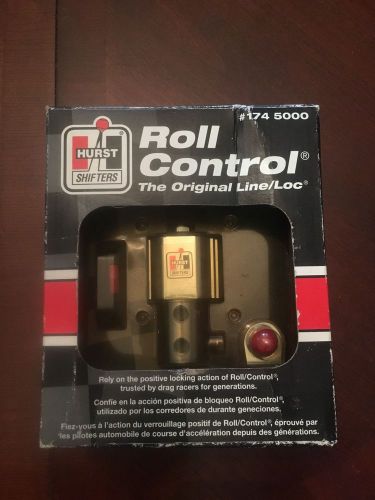 #174 5000
HURST
SHIFTERS
Roll
Control®
The Original Line/Loc®
HURST
SHIFTERS
Rely on the positive locking action of Roll/Control®,
trusted by drag racers for generations.
Confíe en la acción positiva de bloqueo Roll/Control®,
utilizado por los corredores de durante geneciones.
Fiez-vous à l'action du verrouillage positif de Roll/Control®, éprouvé par
les pilotes automobile de course d'accélération depuis des générations.